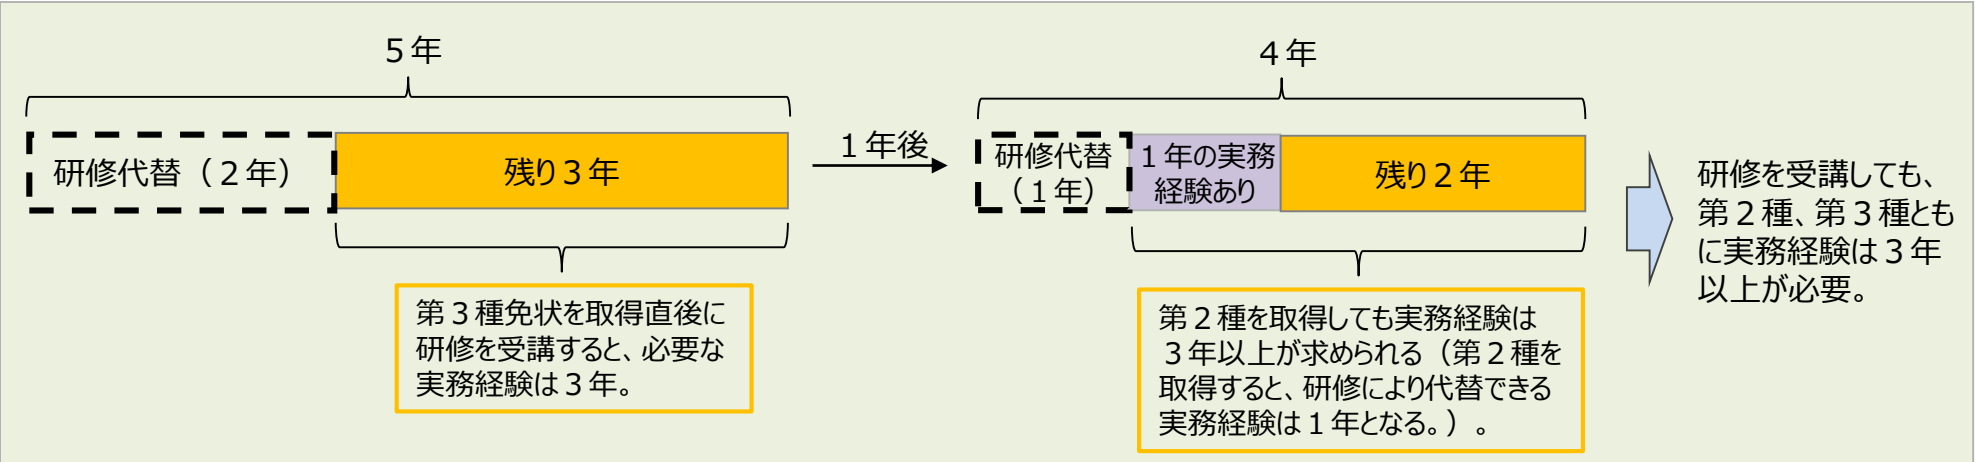 ５年
研修代替（２年）
残り３年
第３種免状を取得直後に
研修を受講すると、必要な
実務経験は３年。
１年後
４年
研修代替
（１年）
１年の実務
経験あり
残り２年
第２種を取得しても実務経験は
３年以上が求められる（第２種を
取得すると、研修により代替できる
実務経験は１年となる。）。
研修を受講しても、
第２種、第３種とも
に実務経験は３年
以上が必要。